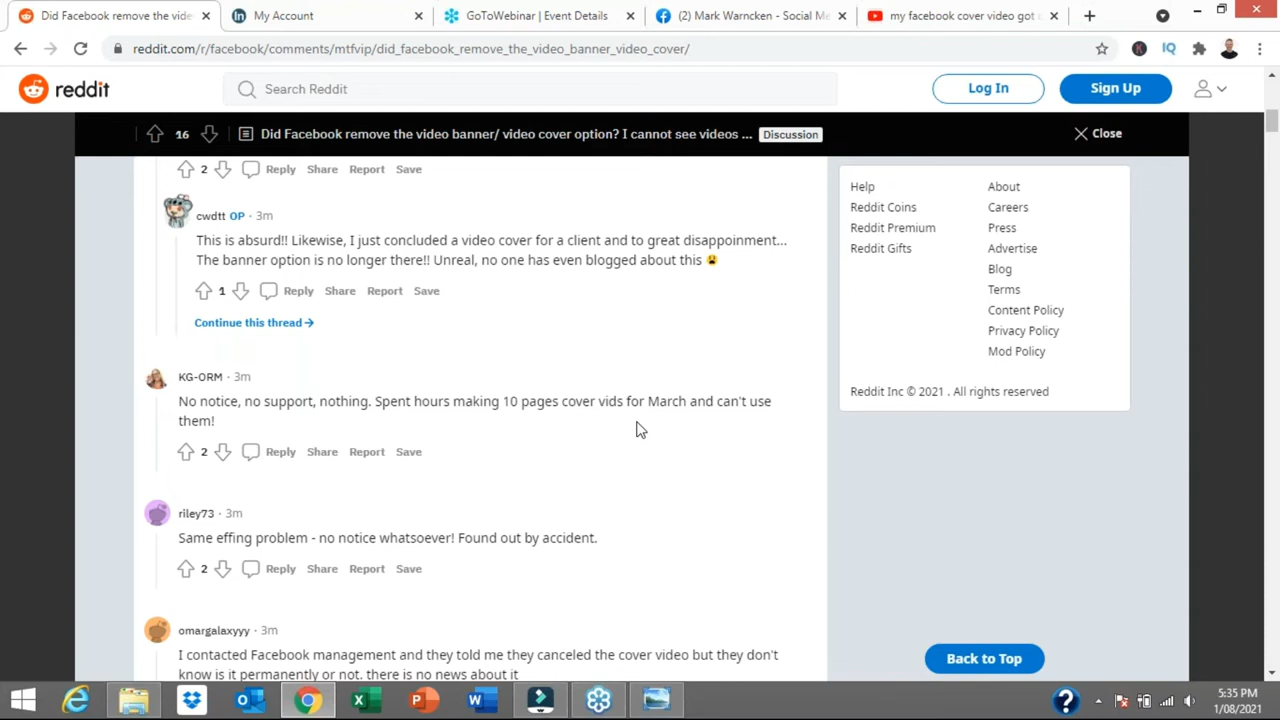 Did Facebook remove the vide
My Account
GoToWebinar | Event Details
(2) Mark Warncken - Social Me
my facebook cover video got c
reddit.com/r/facebook/comments/mtfvip/did_facebook_remove_the_video_banner_video_cover/
IQ
reddit
Search Reddit
Log In
Sign Up
16
Did Facebook remove the video banner/ video cover option? I cannot see videos ...
Discussion
Close
2 Reply Share Report Save
cwdtt OP · 3m
This is absurd!! Likewise, I just concluded a video cover for a client and to great disappoinment...
The banner option is no longer there!! Unreal, no one has even blogged about this
1 Reply Share Report Save
Continue this thread
KG-ORM · 3m
No notice, no support, nothing. Spent hours making 10 pages cover vids for March and can't use
them!
2 Reply Share Report Save
riley73 · 3m
Same effing problem - no notice whatsoever! Found out by accident.
2 Reply Share Report Save
omargalaxyyy · 3m
I contacted Facebook management and they told me they canceled the cover video but they don't
know is it permanently or not, there is no news about it
Help About
Reddit Coins Careers
Reddit Premium Press
Reddit Gifts Advertise
Blog
Terms
Content Policy
Privacy Policy
Mod Policy
Reddit Inc © 2021 . All rights reserved
Back to Top
5:35 PM
1/08/2021